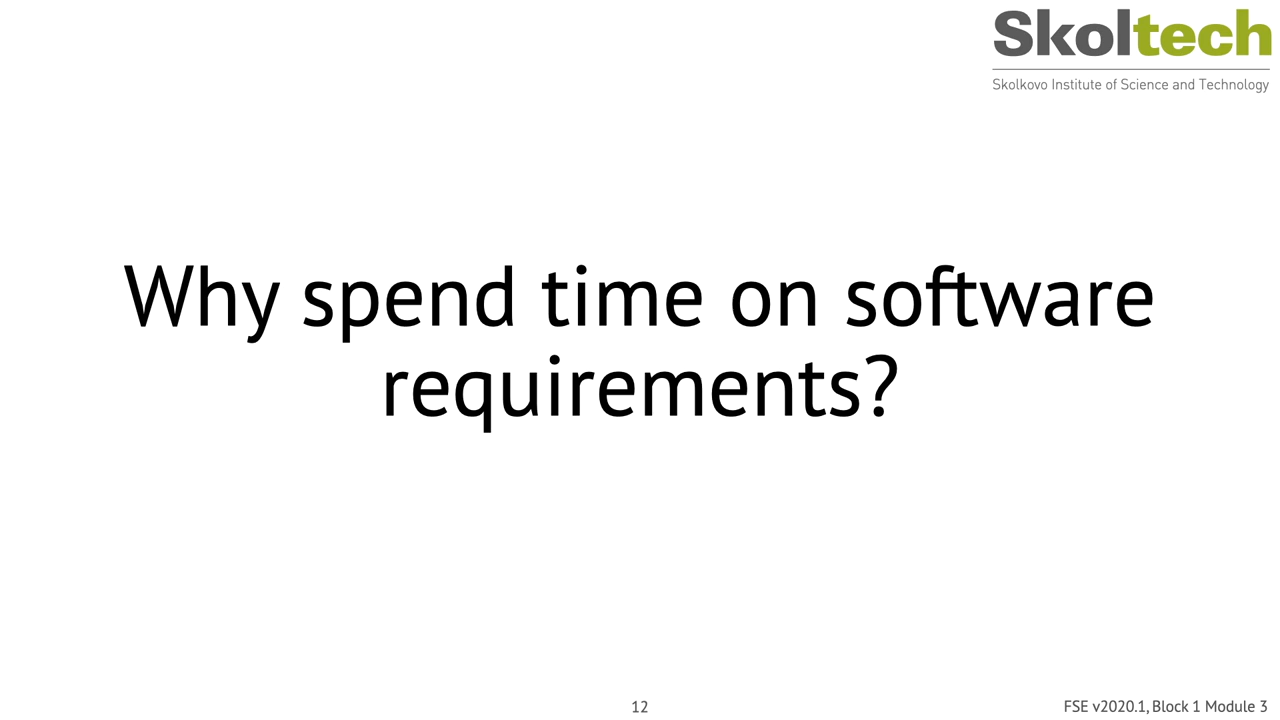 Skoltech
Skolkovo Institute of Science and Technology
Why spend time on software
requirements?
12
FSE v2020.1, Block 1 Module 3